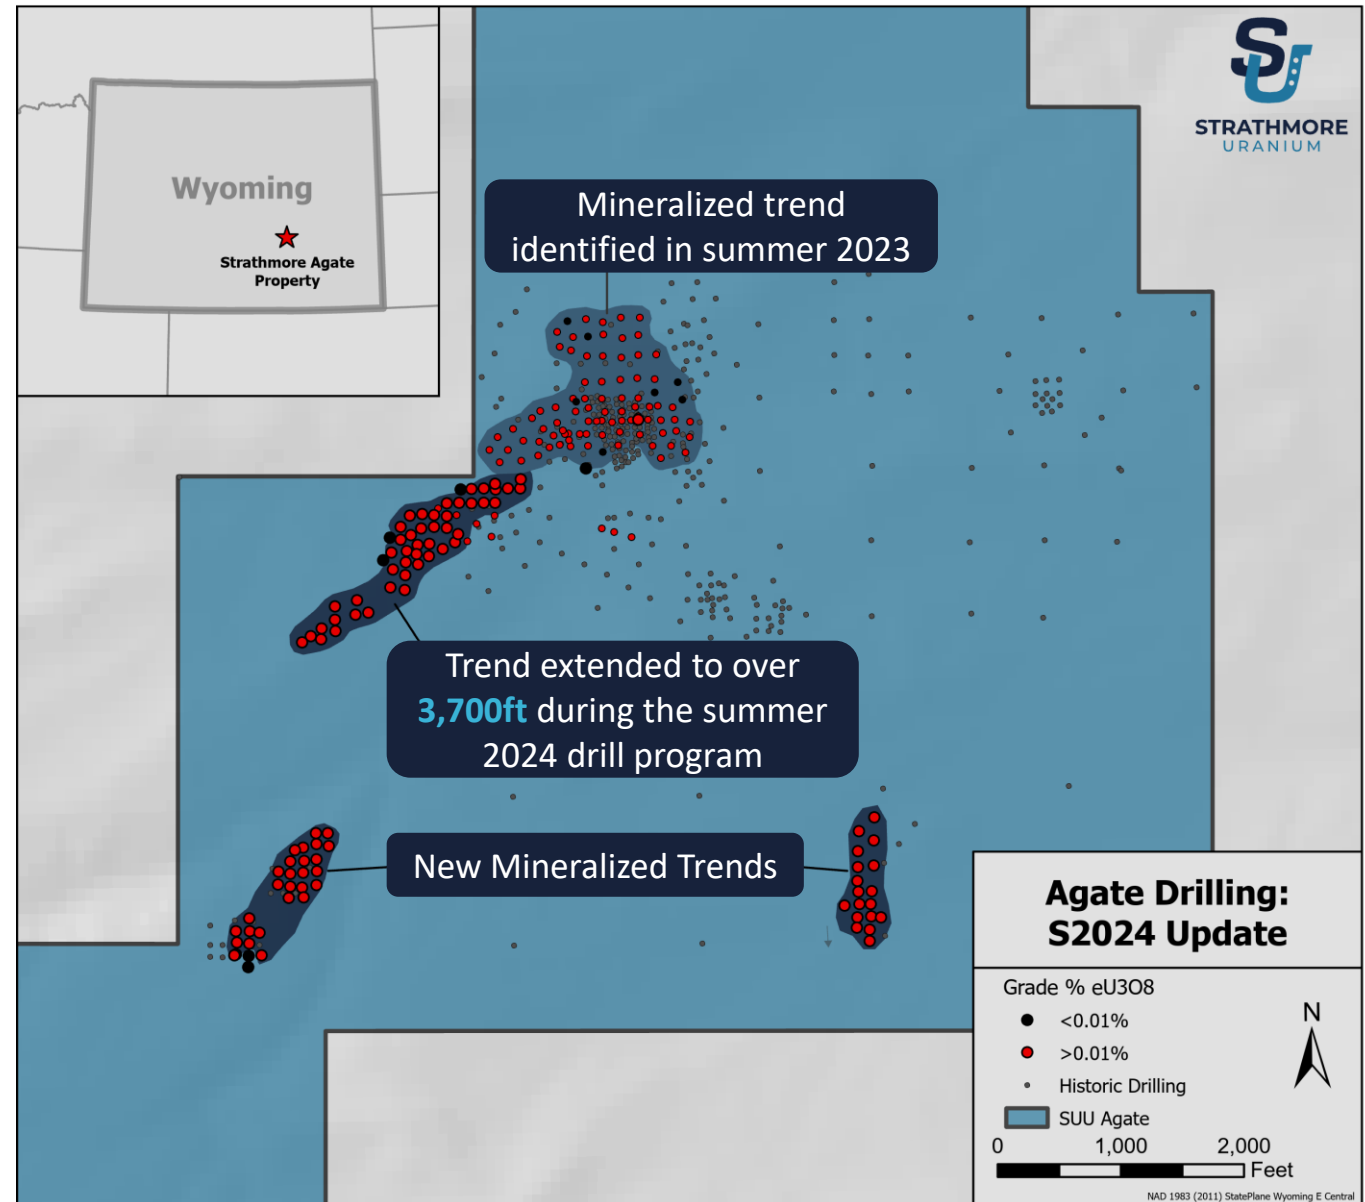 SU
STRATHMORE
URANIUM
Wyoming
Strathmore Agate
Property
Mineralized trend
identified in summer 2023
Trend extended to over
3,700ft during the summer
2024 drill program
New Mineralized Trends
Agate Drilling:
S2024 Update
Grade % eU3O8
<0.01%
>0.01%
Historic Drilling
SUU Agate
N
0 1,000 2,000
Feet
NAD 1983 (2011) StatePlane Wyoming E Central